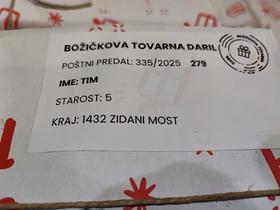 BOŽIČKOVA TOVARNA DARIL
POŠTNI PREDAL: 335/2025 279
IME: TIM
STAROST: 5
KRAJ: 1432 ZIDANI MOST